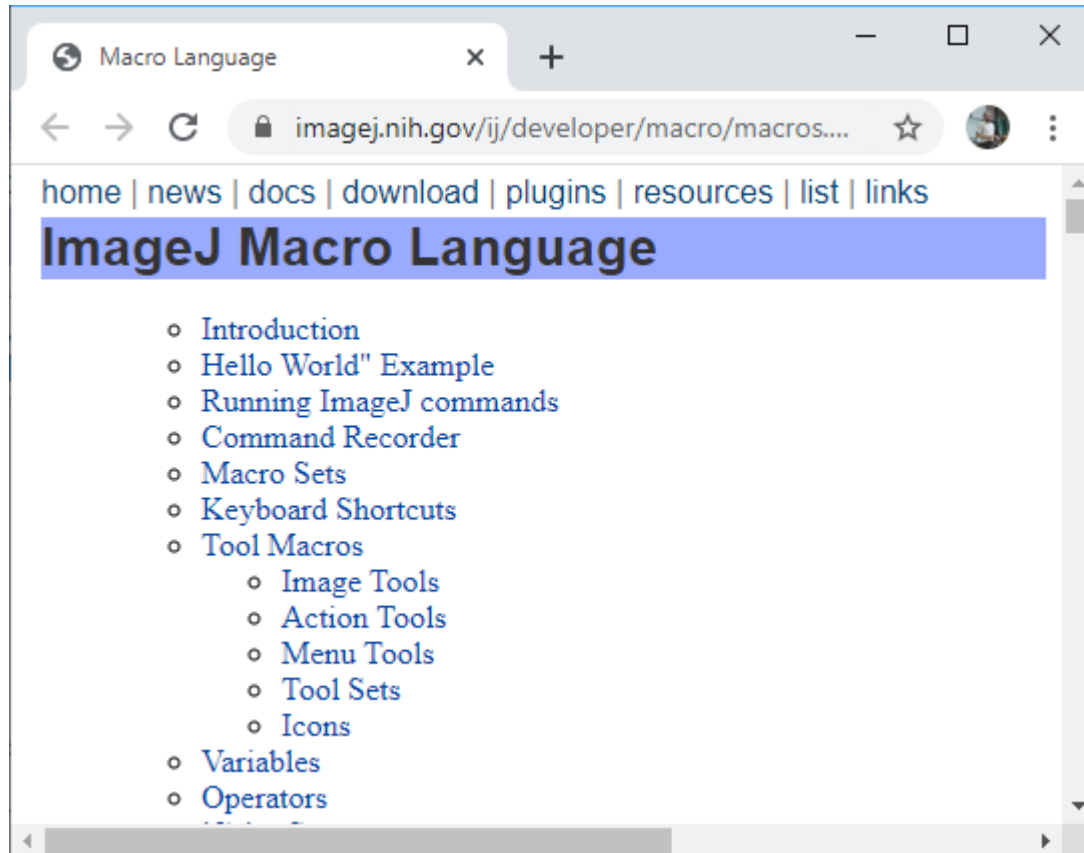 Macro Language
imagej.nih.gov/ij/developer/macro/macros....
home | news | docs | download | plugins | resources | list | links
ImageJ Macro Language
Introduction
Hello World" Example
Running ImageJ commands
Command Recorder
Macro Sets
Keyboard Shortcuts
Tool Macros
Image Tools
Action Tools
Menu Tools
Tool Sets
Icons
Variables
Operators